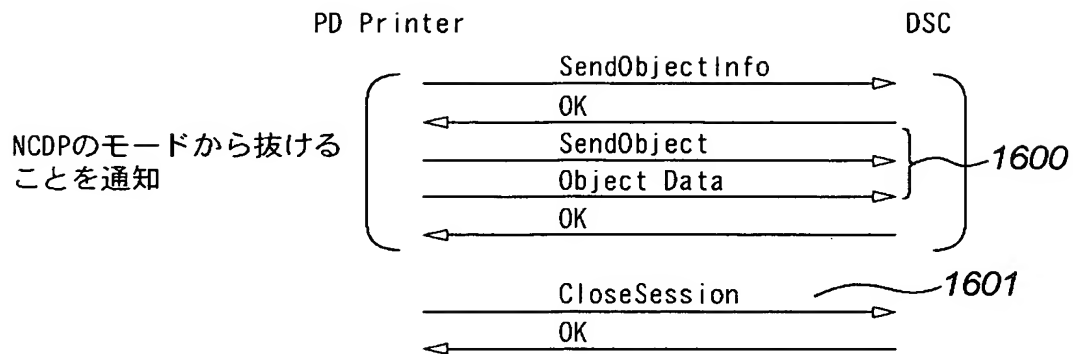 PD Printer
DSC
SendObjectInfo
OK
NCDPのモードから抜ける
ことを通知
SendObject
1600
Object Data
OK
CloseSession
1601
OK